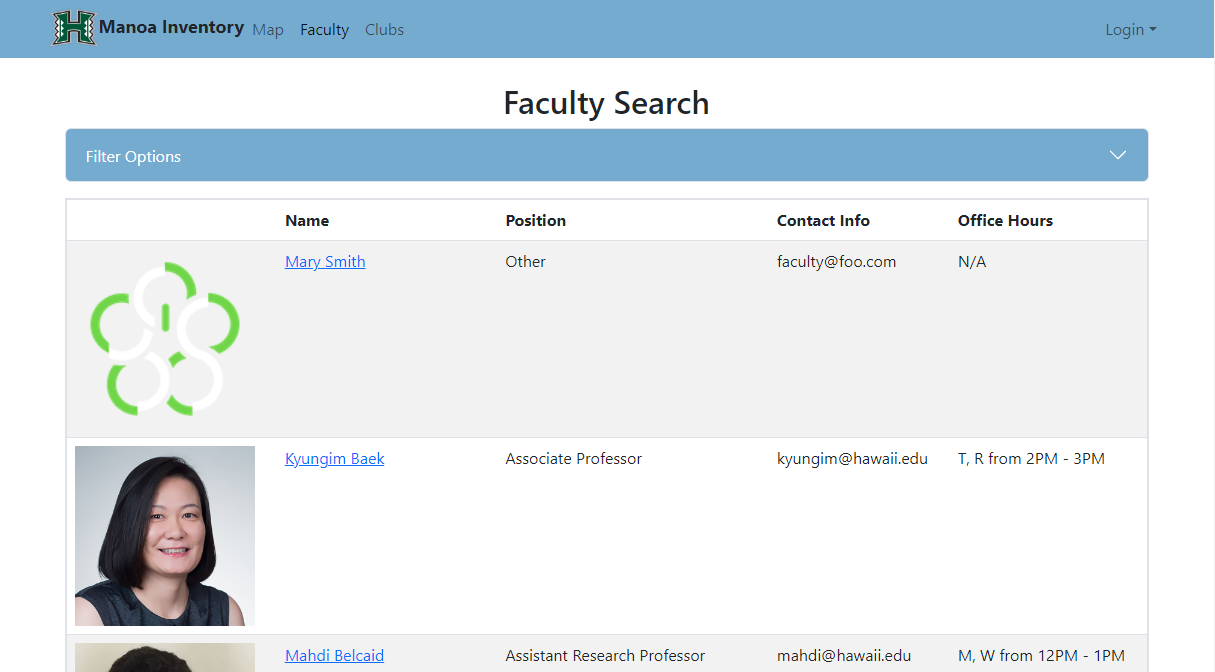 H Manoa Inventory Map Faculty Clubs Login
Faculty Search
Filter Options
Name Position Contact Info Office Hours
Mary Smith Other faculty@foo.com N/A
Kyungim Baek Associate Professor kyungim@hawaii.edu T, R from 2PM - 3PM
Mahdi Belcaid Assistant Research Professor mahdi@hawaii.edu M, W from 12PM - 1PM